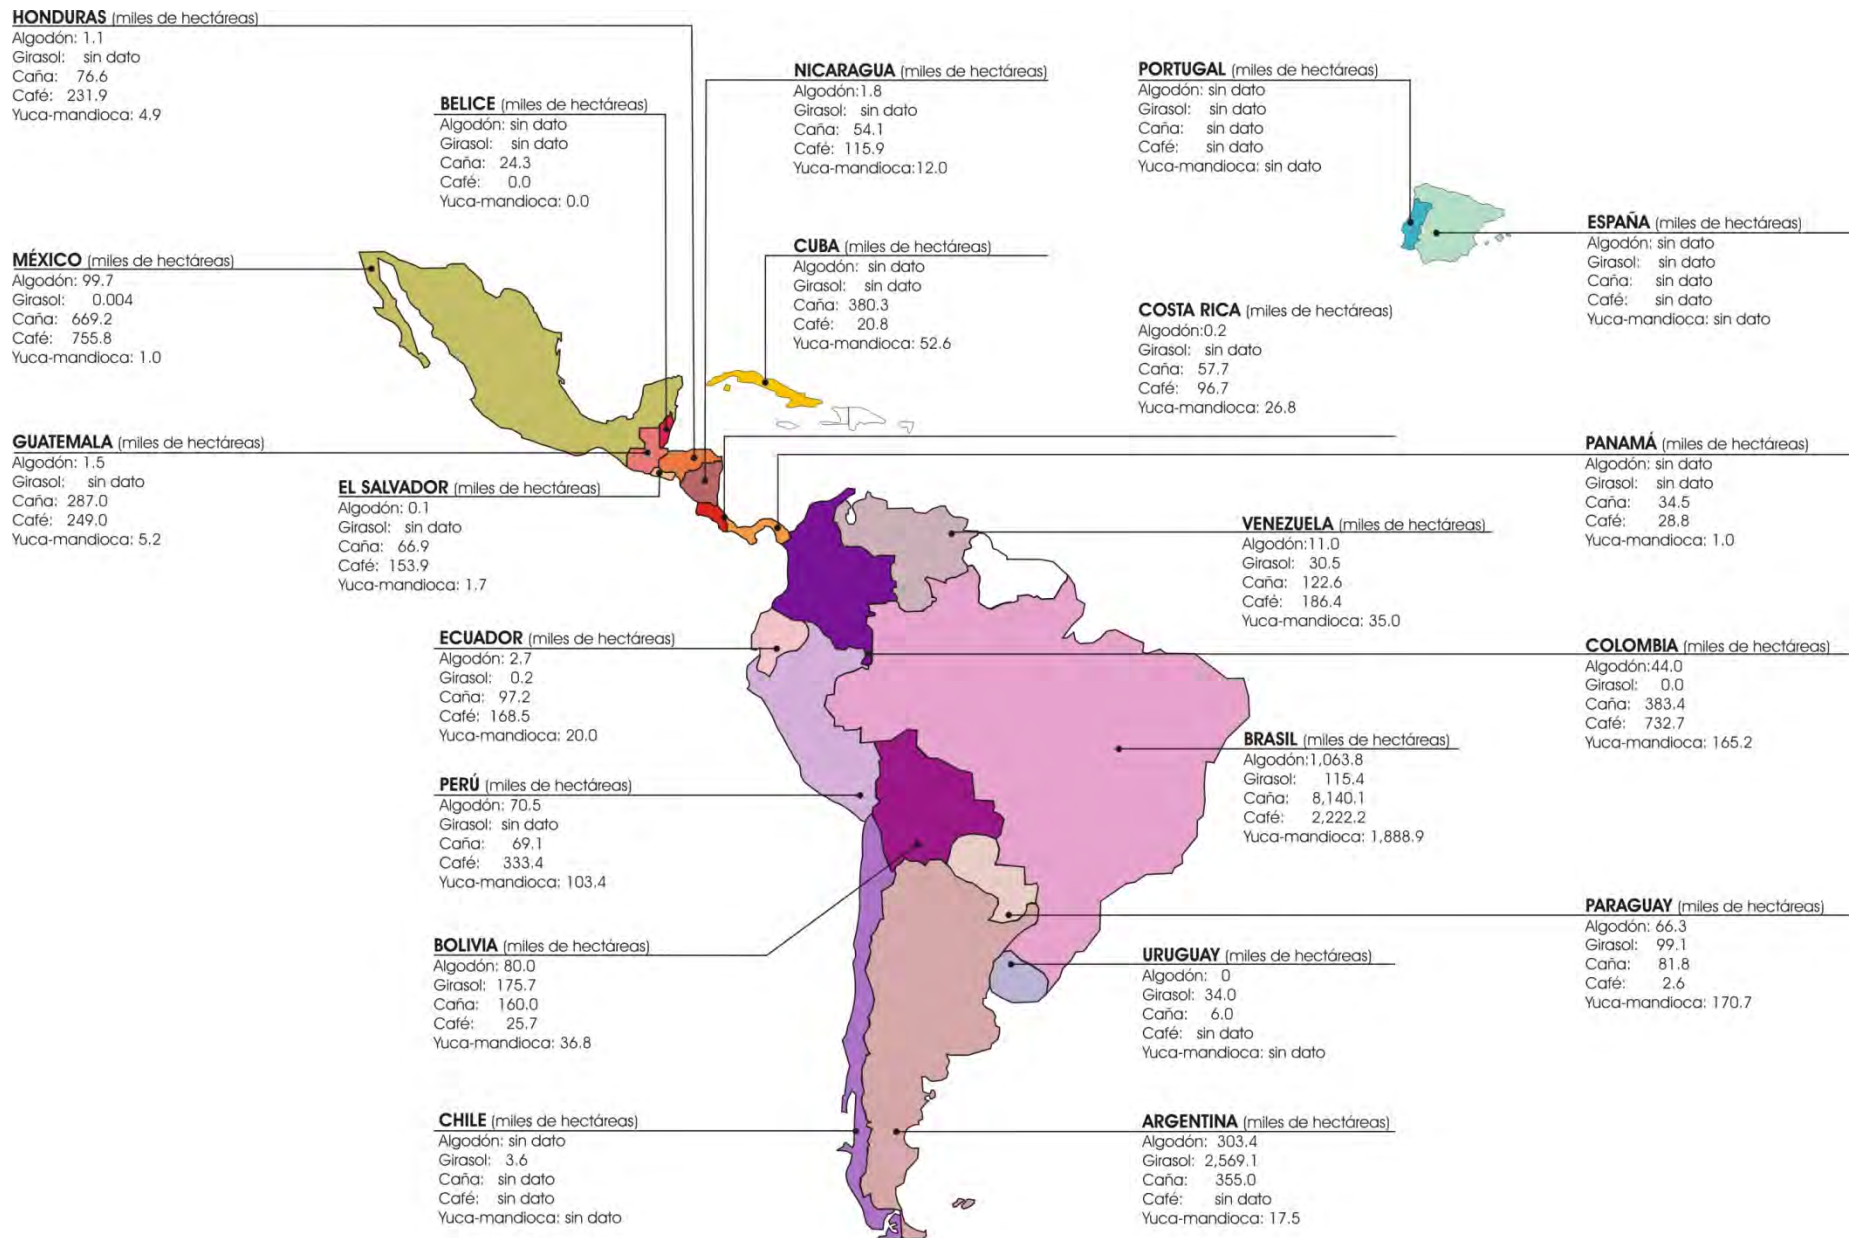 HONDURAS (miles de hectáreas)
Algodón: 1.1
Girasol: sin dato
Caña: 76.6
Café: 231.9
Yuca-mandioca: 4.9
BELICE (miles de hectáreas)
Algodón: sin dato
Girasol: sin dato
Caña: 24.3
Café: 0.0
Yuca-mandioca: 0.0
NICARAGUA (miles de hectáreas)
Algodón:1.8
Girasol: sin dato
Caña: 54.1
Café: 115.9
Yuca-mandioca:12.0
PORTUGAL (miles de hectáreas)
Algodón: sin dato
Girasol: sin dato
Caña: sin dato
Café: sin dato
Yuca-mandioca: sin dato
ESPAÑA (miles de hectáreas)
Algodón: sin dato
Girasol: sin dato
Caña: sin dato
Café: sin dato
Yuca-mandioca: sin dato
MÉXICO (miles de hectáreas)
Algodón: 99.7
Girasol: 0.004
Caña: 669.2
Café: 755.8
Yuca-mandioca: 1.0
CUBA (miles de hectáreas)
Algodón: sin dato
Girasol: sin dato
Caña: 380.3
Café: 20.8
Yuca-mandioca: 52.6
COSTA RICA (miles de hectáreas)
Algodón:0.2
Girasol: sin dato
Caña: 57.7
Café: 96.7
Yuca-mandioca: 26.8
GUATEMALA (miles de hectáreas)
Algodón: 1.5
Girasol: sin dato
Caña: 287.0
Café: 249.0
Yuca-mandioca: 5.2
EL SALVADOR (miles de hectáreas)
Algodón: 0.1
Girasol: sin dato
Caña: 66.9
Café: 153.9
Yuca-mandioca: 1.7
PANAMÁ (miles de hectáreas)
Algodón: sin dato
Girasol: sin dato
Caña: 34.5
Café: 28.8
Yuca-mandioca: 1.0
VENEZUELA (miles de hectáreas)
Algodón:11.0
Girasol: 30.5
Caña: 122.6
Café: 186.4
Yuca-mandioca: 35.0
ECUADOR (miles de hectáreas)
Algodón: 2.7
Girasol: 0.2
Caña: 97.2
Café: 168.5
Yuca-mandioca: 20.0
COLOMBIA (miles de hectáreas)
Algodón:44.0
Girasol: 0.0
Caña: 383.4
Café: 732.7
Yuca-mandioca: 165.2
BRASIL (miles de hectáreas)
Algodón:1,063.8
Girasol: 115.4
Caña: 8,140.1
Café: 2,222.2
Yuca-mandioca: 1,888.9
PERÚ (miles de hectáreas)
Algodón: 70.5
Girasol: sin dato
Caña: 69.1
Café: 333.4
Yuca-mandioca: 103.4
PARAGUAY (miles de hectáreas)
Algodón: 66.3
Girasol: 99.1
Caña: 81.8
Café: 2.6
Yuca-mandioca: 170.7
BOLIVIA (miles de hectáreas)
Algodón: 80.0
Girasol: 175.7
Caña: 160.0
Café: 25.7
Yuca-mandioca: 36.8
URUGUAY (miles de hectáreas)
Algodón: 0
Girasol: 34.0
Caña: 6.0
Café: sin dato
Yuca-mandioca: sin dato
CHILE (miles de hectáreas)
Algodón: sin dato
Girasol: 3.6
Caña: sin dato
Café: sin dato
Yuca-mandioca: sin dato
ARGENTINA (miles de hectáreas)
Algodón: 303.4
Girasol: 2,569.1
Caña: 355.0
Café: sin dato
Yuca-mandioca: 17.5